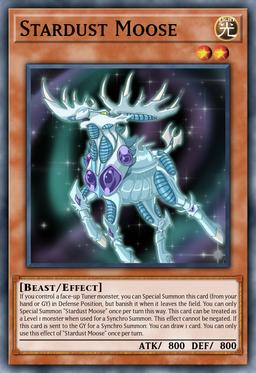 Stardust Moose
光
[Beast/Effect]
If you control a face-up Tuner monster, you can Special Summon this card (from your
hand or GY) in Defense Position, but banish it when it leaves the field. You can only
Special Summon "Stardust Moose" once per turn this way. This card can be treated
as a Level 1 monster when used for a Synchro Summon. This effect cannot be negated. If
this card is sent to the GY for a Synchro Summon: You can draw 1 card. You can only
use this effect of "Stardust Moose" once per turn.
ATK/ 800 DEF/ 800